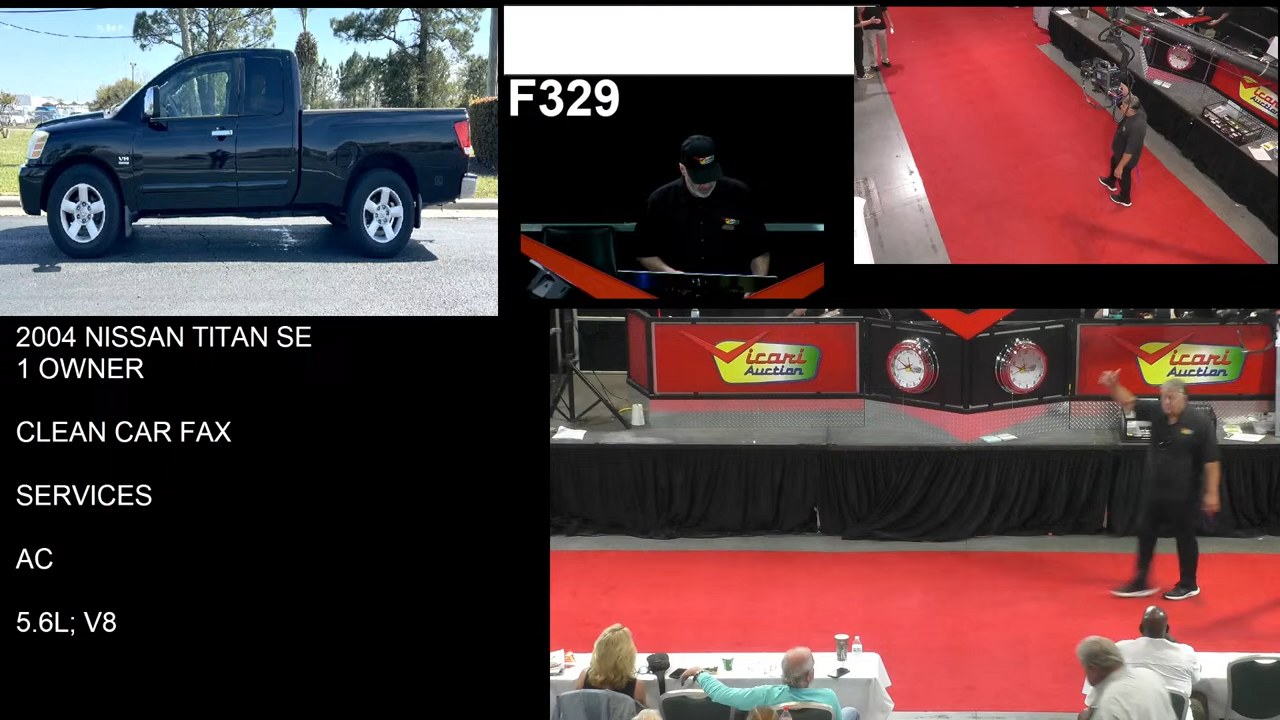 F329
2004 NISSAN TITAN SE
1 OWNER
CLEAN CAR FAX
SERVICES
AC
5.6L; V8
Vicari
Auction
Vicari
Auction